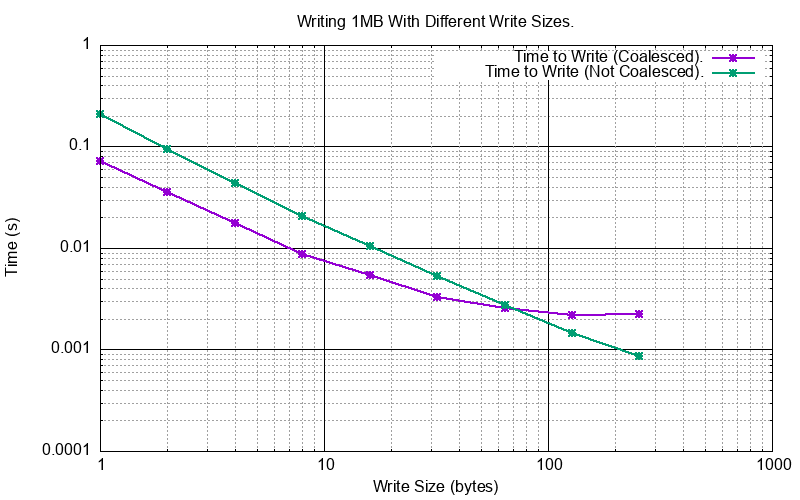 Writing 1MB With Different Write Sizes.
Time to Write (Coalesced).
Time to Write (Not Coalesced).
1
0.1
0.01
0.001
0.0001
Time (s)
1 10 100 1000
Write Size (bytes)